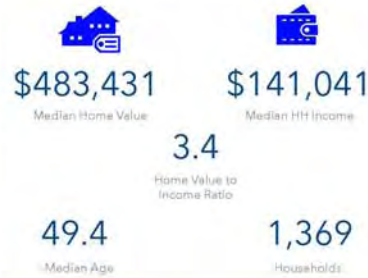 $483,431 $141,041
Median Home Value Median HH Income
3.4
Home Value to
Income Ratio
49.4 1,369
Median Age Households